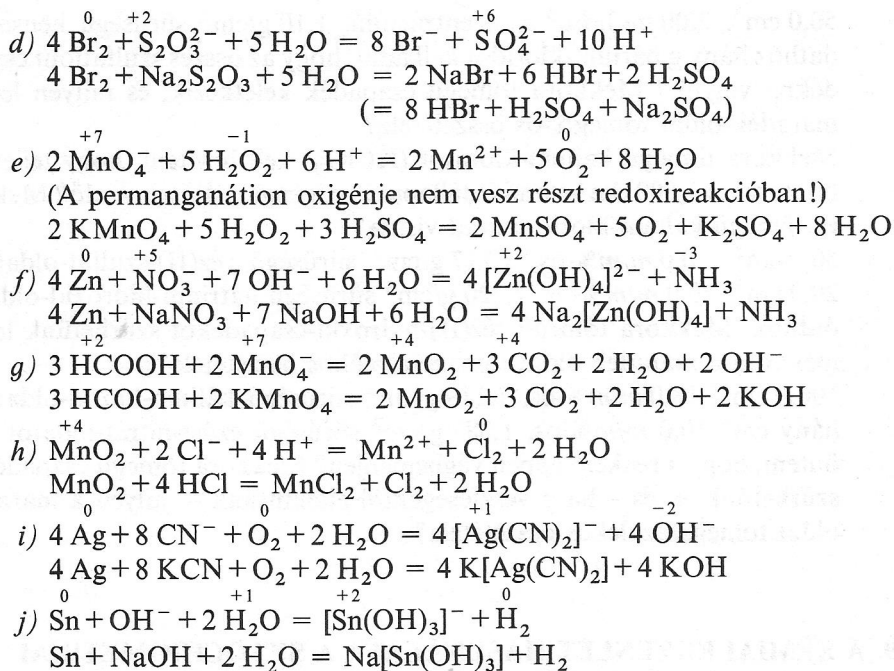 0 +2 +6
d) 4 Br₂ + S₂O₃²⁻ + 5 H₂O = 8 Br⁻ + SO₄²⁻ + 10 H⁺
4 Br₂ + Na₂S₂O₃ + 5 H₂O = 2 NaBr + 6 HBr + 2 H₂SO₄
(= 8 HBr + H₂SO₄ + Na₂SO₄)
+7 −1 0
e) 2 MnO₄⁻ + 5 H₂O₂ + 6 H⁺ = 2 Mn²⁺ + 5 O₂ + 8 H₂O
(A permanganátion oxigénje nem vesz részt redoxireakcióban!)
2 KMnO₄ + 5 H₂O₂ + 3 H₂SO₄ = 2 MnSO₄ + 5 O₂ + K₂SO₄ + 8 H₂O
0 +5 +2 −3
f) 4 Zn + NO₃⁻ + 7 OH⁻ + 6 H₂O = 4 [Zn(OH)₄]²⁻ + NH₃
4 Zn + NaNO₃ + 7 NaOH + 6 H₂O = 4 Na₂[Zn(OH)₄] + NH₃
+2 +7 +4 +4
g) 3 HCOOH + 2 MnO₄⁻ = 2 MnO₂ + 3 CO₂ + 2 H₂O + 2 OH⁻
3 HCOOH + 2 KMnO₄ = 2 MnO₂ + 3 CO₂ + 2 H₂O + 2 KOH
+4 0
h) MnO₂ + 2 Cl⁻ + 4 H⁺ = Mn²⁺ + Cl₂ + 2 H₂O
MnO₂ + 4 HCl = MnCl₂ + Cl₂ + 2 H₂O
0 0 +1 −2
i) 4 Ag + 8 CN⁻ + O₂ + 2 H₂O = 4 [Ag(CN)₂]⁻ + 4 OH⁻
4 Ag + 8 KCN + O₂ + 2 H₂O = 4 K[Ag(CN)₂] + 4 KOH
0 +1 +2 0
j) Sn + OH⁻ + 2 H₂O = [Sn(OH)₃]⁻ + H₂
Sn + NaOH + 2 H₂O = Na[Sn(OH)₃] + H₂